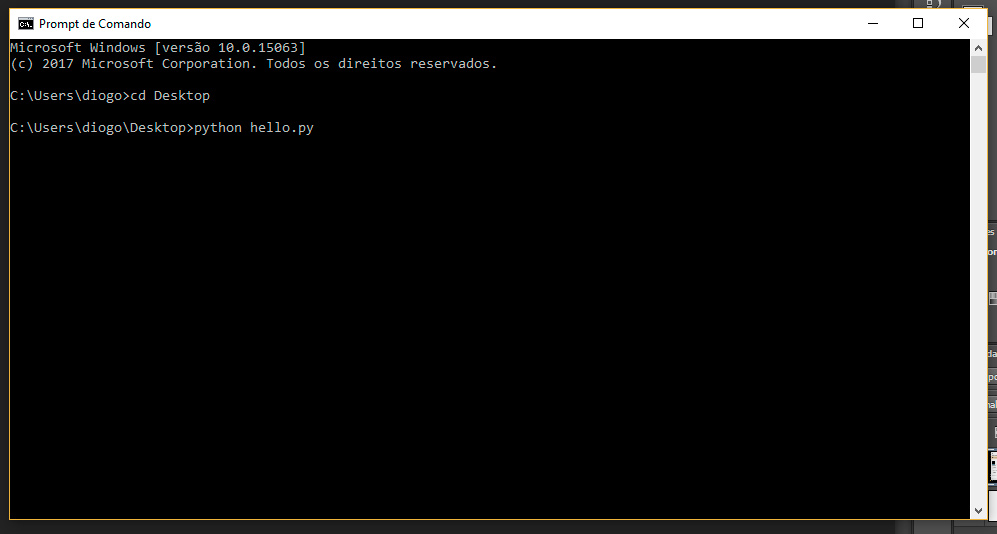 Prompt de Comando
Microsoft Windows [versão 10.0.15063]
(c) 2017 Microsoft Corporation. Todos os direitos reservados.
C:\Users\diogo>cd Desktop
C:\Users\diogo\Desktop>python hello.py